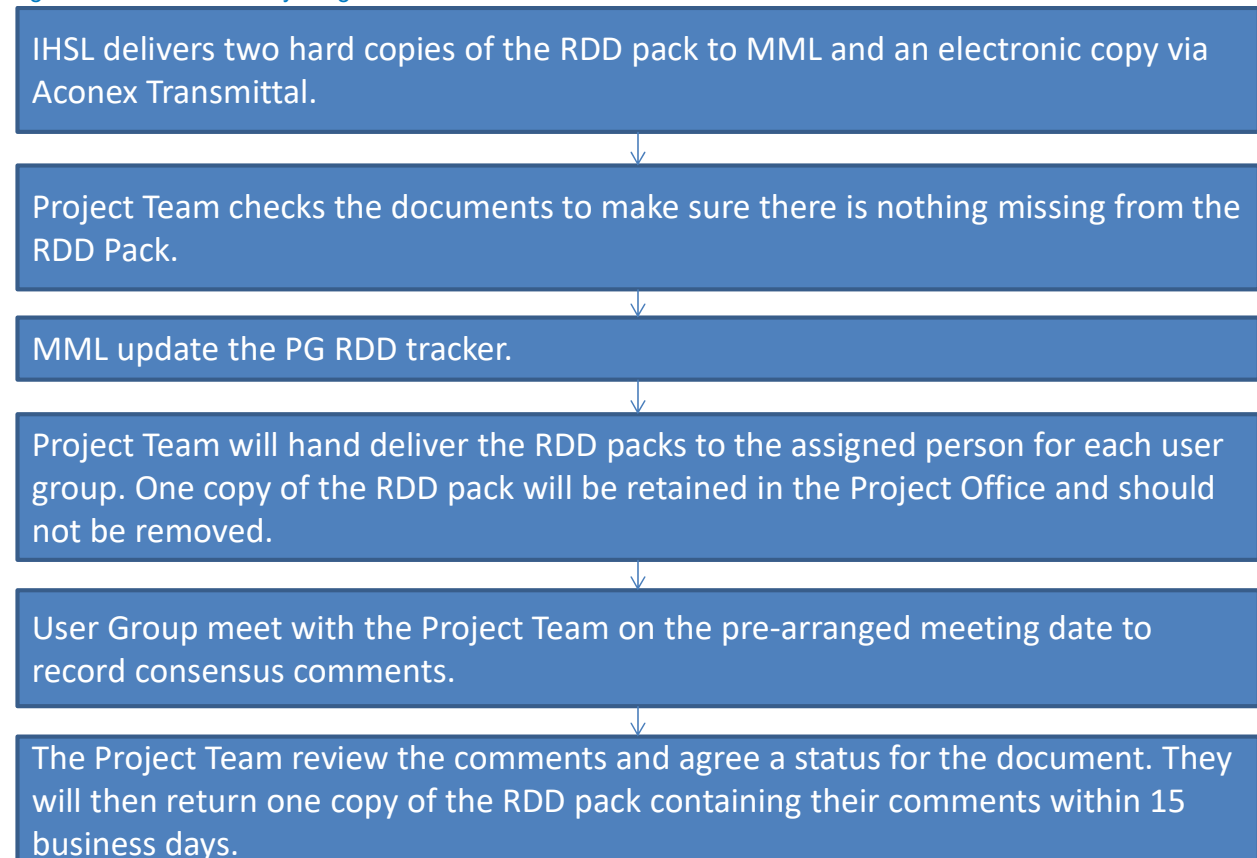 IHSL delivers two hard copies of the RDD pack to MML and an electronic copy via
Aconex Transmittal.
Project Team checks the documents to make sure there is nothing missing from the
RDD Pack.
MML update the PG RDD tracker.
Project Team will hand deliver the RDD packs to the assigned person for each user
group. One copy of the RDD pack will be retained in the Project Office and should
not be removed.
User Group meet with the Project Team on the pre-arranged meeting date to
record consensus comments.
The Project Team review the comments and agree a status for the document. They
will then return one copy of the RDD pack containing their comments within 15
business days.